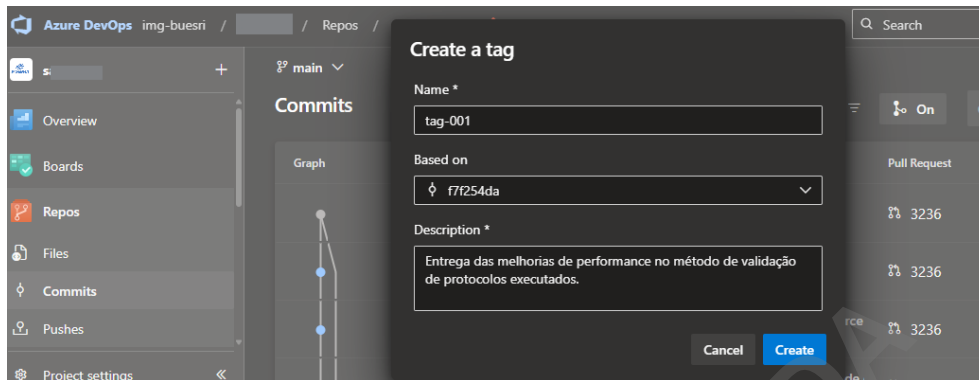 Azure DevOps img-buesri / / Repos /
Search
s
+
main
Commits
On
Overview
Boards
Repos
Files
Commits
Pushes
Project settings
Graph
Pull Request
3236
3236
3236
Create a tag
Name *
tag-001
Based on
f7f254da
Description *
Entrega das melhorias de performance no método de validação
de protocolos executados.
Cancel Create
rce
de